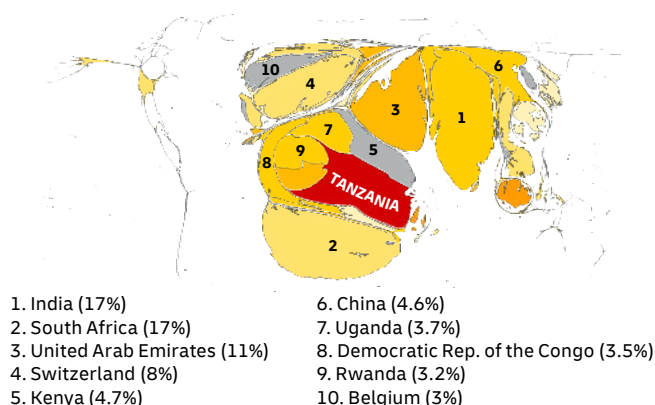 10
4
6
3
1
7
5
9
8
TANZANIA
2
1. India (17%)
2. South Africa (17%)
3. United Arab Emirates (11%)
4. Switzerland (8%)
5. Kenya (4.7%)
6. China (4.6%)
7. Uganda (3.7%)
8. Democratic Rep. of the Congo (3.5%)
9. Rwanda (3.2%)
10. Belgium (3%)